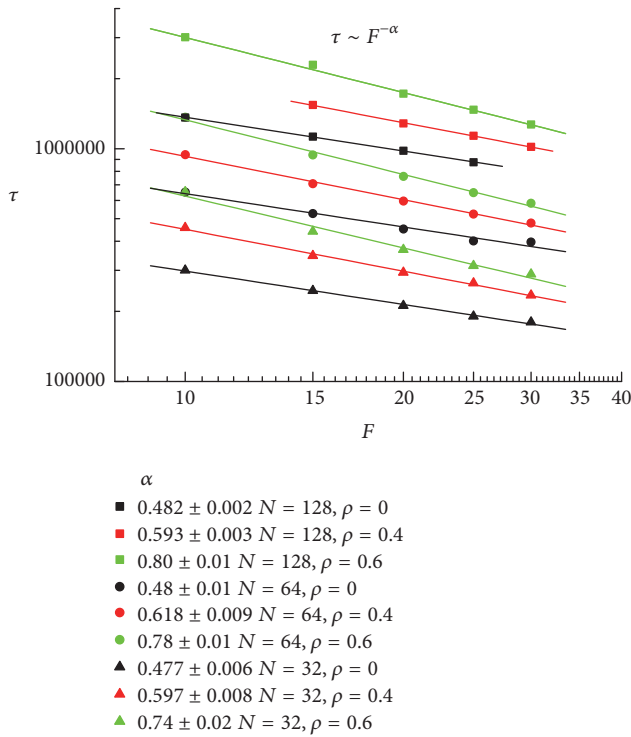 τ ~ F^{-α}
1000000
τ
100000
10 15 20 25 30 35 40
F
α
0.482 ± 0.002 N = 128, ρ = 0
0.593 ± 0.003 N = 128, ρ = 0.4
0.80 ± 0.01 N = 128, ρ = 0.6
0.48 ± 0.01 N = 64, ρ = 0
0.618 ± 0.009 N = 64, ρ = 0.4
0.78 ± 0.01 N = 64, ρ = 0.6
0.477 ± 0.006 N = 32, ρ = 0
0.597 ± 0.008 N = 32, ρ = 0.4
0.74 ± 0.02 N = 32, ρ = 0.6